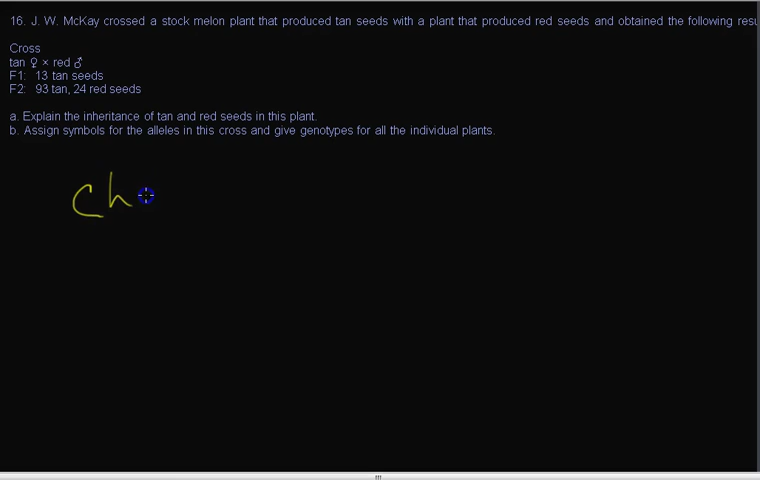 16. J. W. McKay crossed a stock melon plant that produced tan seeds with a plant that produced red seeds and obtained the following
Cross
tan ♀ × red ♂
F1: 13 tan seeds
F2: 93 tan, 24 red seeds
a. Explain the inheritance of tan and red seeds in this plant.
b. Assign symbols for the alleles in this cross and give genotypes for all the individual plants.
Ch